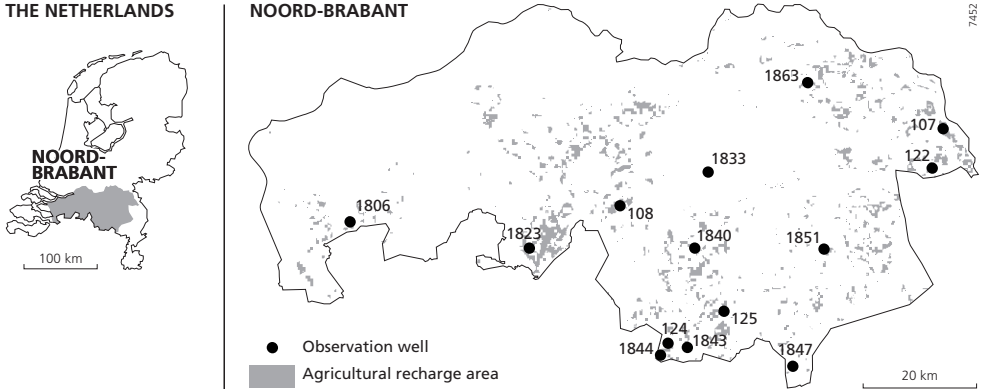 THE NETHERLANDS
NOORD-
BRABANT
100 km
NOORD-BRABANT
7452
1863
107
122
1833
1806
108
1823
1840
1851
125
124
1843
1844
1847
Observation well
Agricultural recharge area
20 km